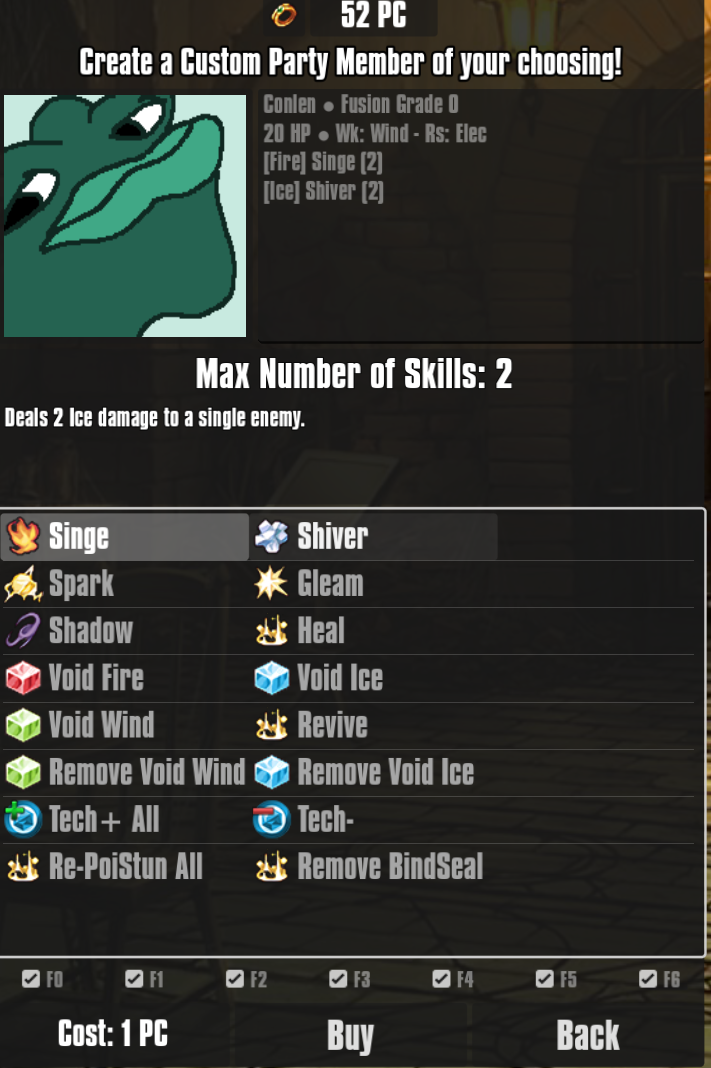 52 PC
Create a Custom Party Member of your choosing!
Conlen ● Fusion Grade 0
20 HP ● Wk: Wind - Rs: Elec
[Fire] Singe (2)
[Ice] Shiver (2)
Max Number of Skills: 2
Deals 2 Ice damage to a single enemy.
Singe Shiver
Spark Gleam
Shadow Heal
Void Fire Void Ice
Void Wind Revive
Remove Void Wind Remove Void Ice
Tech+ All Tech-
Re-PoiStun All Remove BindSeal
F0 F1 F2 F3 F4 F5 F6
Cost: 1 PC Buy Back